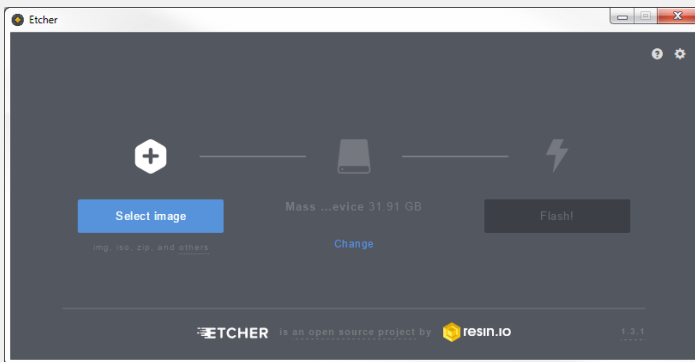 Etcher
Select image
Mass ...evice 31.91 GB
Flash!
img, iso, zip, and others
Change
ETCHER is an open source project by resin.io
1.3.1